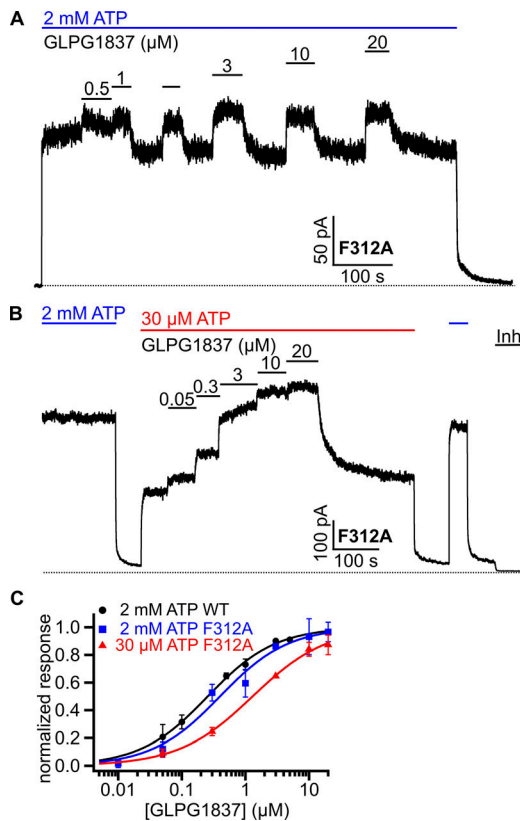 A
2 mM ATP
GLPG1837 (µM)
0.5
1
3
10
20
50 pA
F312A
100 s
B
2 mM ATP
30 µM ATP
GLPG1837 (µM)
Inh
0.05
0.3
3
10
20
100 pA
F312A
100 s
C
2 mM ATP WT
2 mM ATP F312A
30 µM ATP F312A
normalized response
1.0
0.8
0.6
0.4
0.2
0.0
0.01
0.1
1
10
[GLPG1837] (µM)